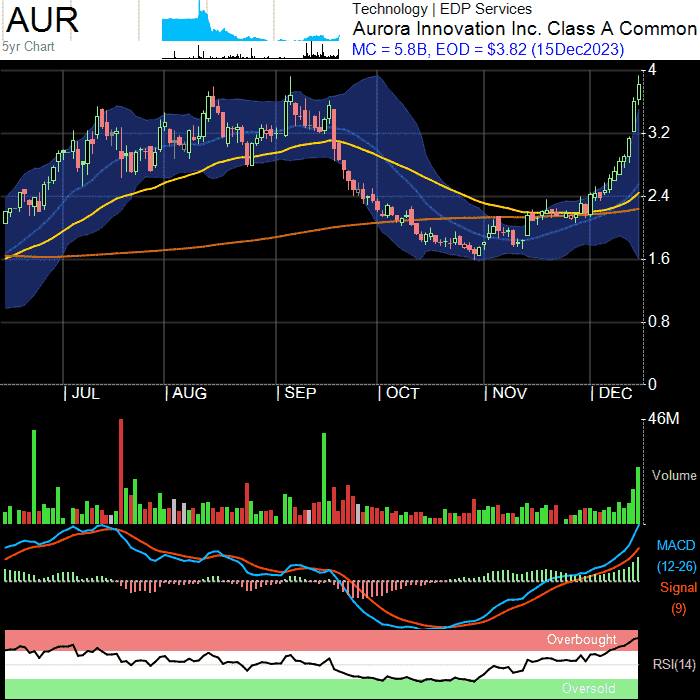 AUR
5yr Chart
Technology | EDP Services
Aurora Innovation Inc. Class A Common
MC = 5.8B, EOD = $3.82 (15Dec2023)
4
3.2
2.4
1.6
0.8
0
JUL AUG SEP OCT NOV DEC
46M
Volume
MACD
(12-26)
Signal
(9)
Overbought
RSI(14)
Oversold